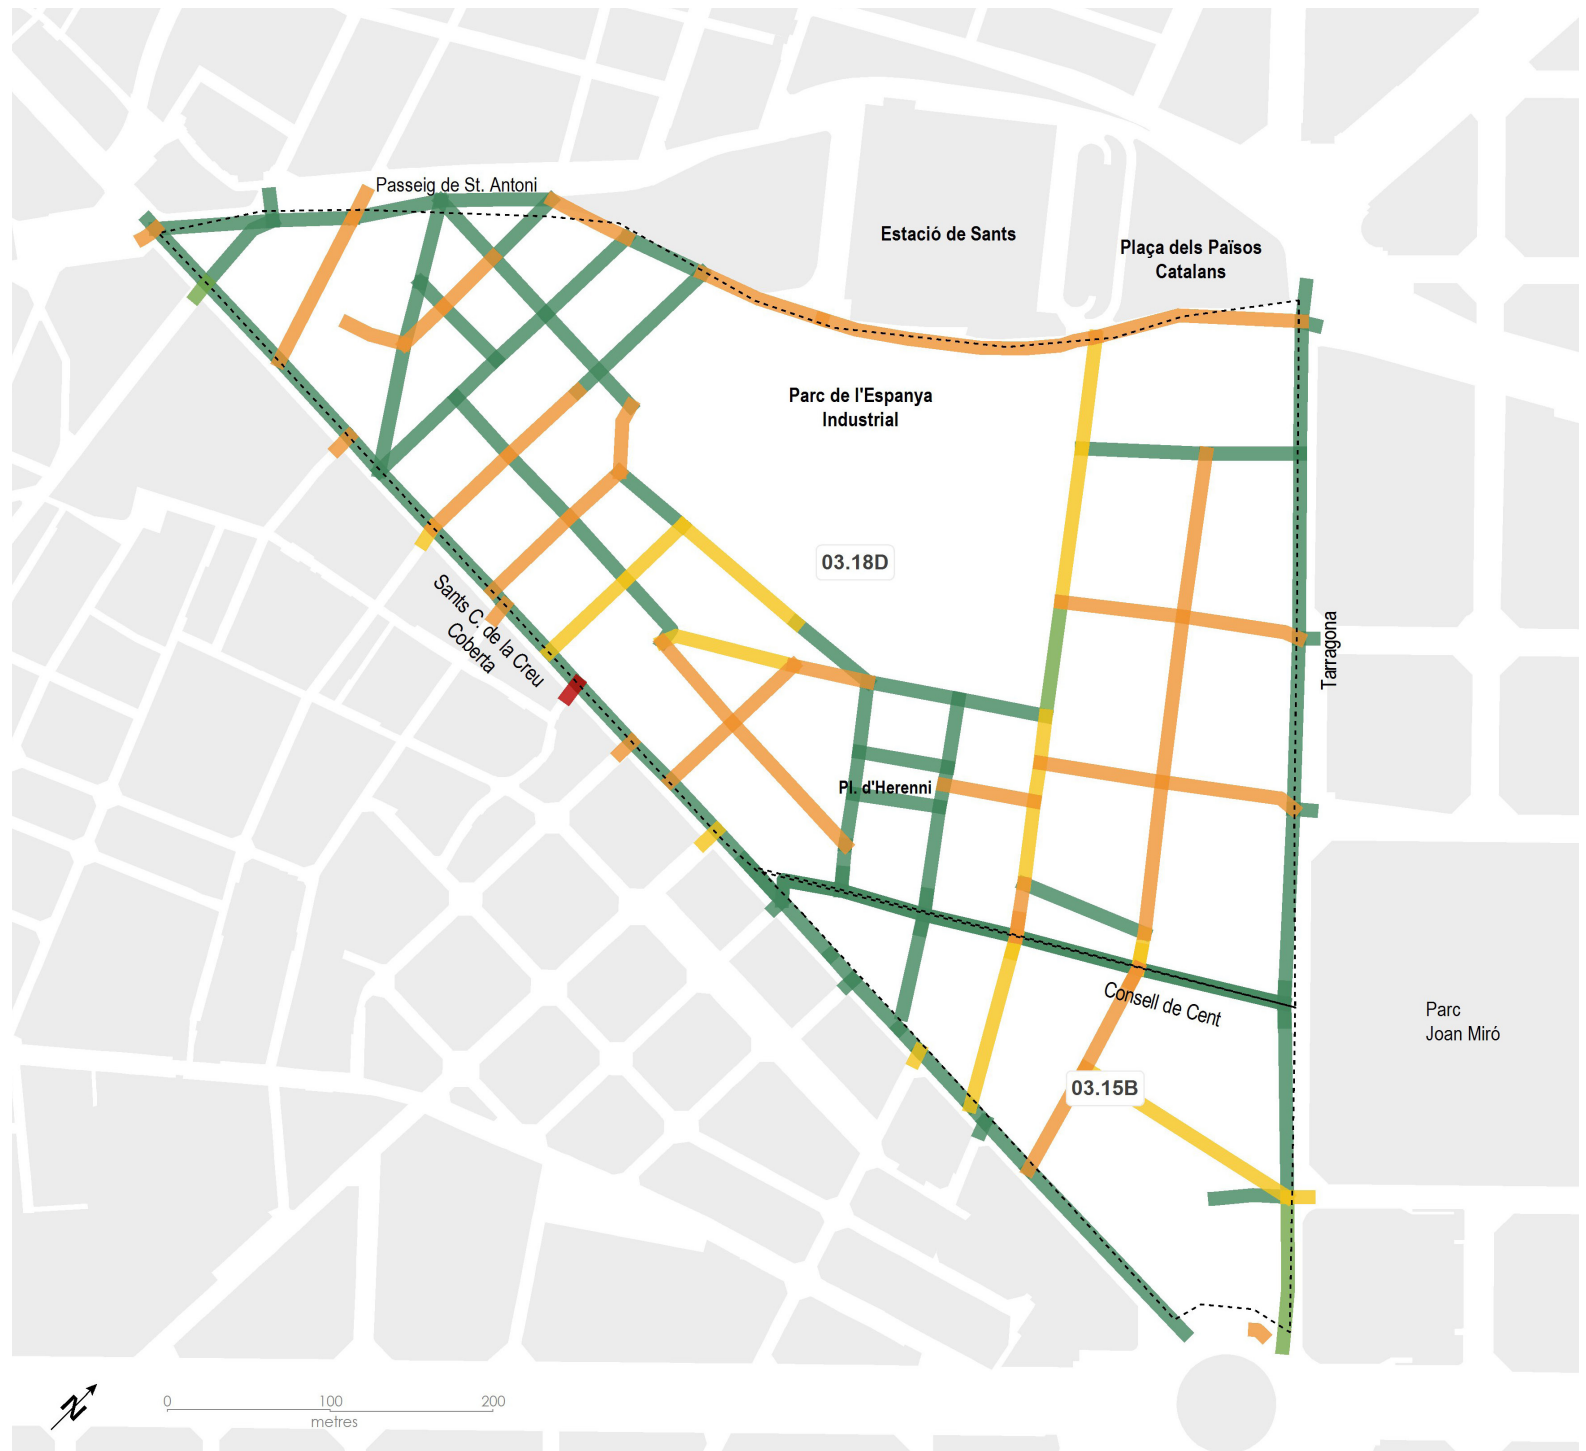 Passeig de St. Antoni
Estació de Sants
Plaça dels Països
Catalans
Parc de l'Espanya
Industrial
03.18D
Sants C. de la Creu
Coberta
Tarragona
Pl. d'Herenni
Consell de Cent
Parc
Joan Miró
03.15B
N
0 100 200
metres